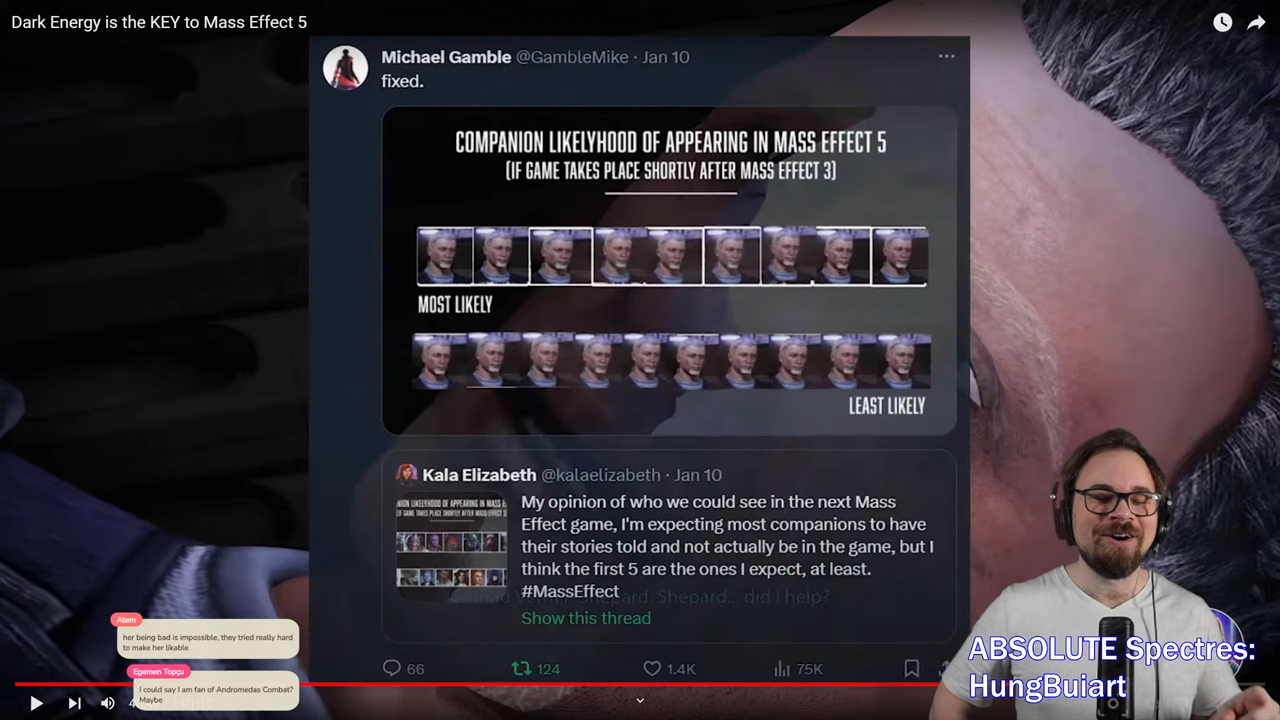 Dark Energy is the KEY to Mass Effect 5
Michael Gamble @GambleMike · Jan 10
fixed.
COMPANION LIKELYHOOD OF APPEARING IN MASS EFFECT 5
(IF GAME TAKES PLACE SHORTLY AFTER MASS EFFECT 3)
MOST LIKELY
LEAST LIKELY
Kala Elizabeth @kalaelizabeth · Jan 10
My opinion of who we could see in the next Mass
Effect game, I'm expecting most companions to have
their stories told and not actually be in the game, but I
think the first 5 are the ones I expect, at least.
#MassEffect
Shepard. Shepard... did I help?
Show this thread
66 124 1.4K 75K
Atem
her being bad is impossible, they tried really hard
to make her likable
Egemen Topçu
I could say I am fan of Andromedas Combat?
Maybe
ABSOLUTE Spectres:
HungBuiart